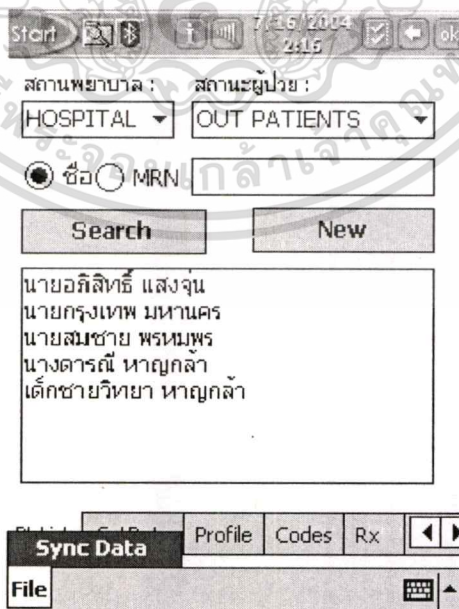 Start 7/16/2004 ok
2:16
สถานพยาบาล : สถานะผู้ป่วย :
HOSPITAL OUT PATIENTS
ชื่อ MRN
Search New
นายอภิสิทธิ์ แสงจุ่น
นายกรุงเทพ มหานคร
นายสมชาย พรหมพร
นางดารณี หาญกล้า
เด็กชายวิทยา หาญกล้า
Profile Codes Rx
Sync Data
File